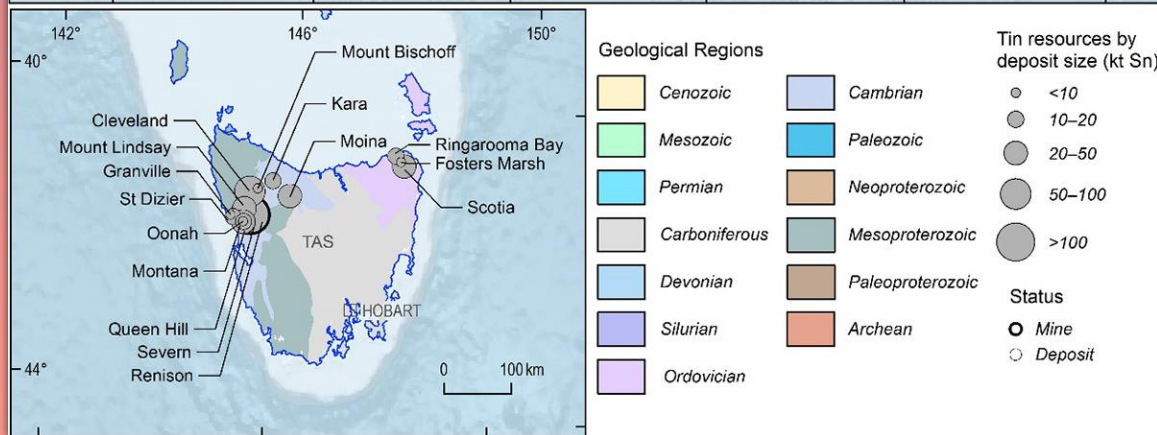 142°
146°
150°
40°
Mount Bischoff
Kara
Cleveland
Moina
Ringarooma Bay
Mount Lindsay
Fosters Marsh
Granville
St Dizier
Scotia
Oonah
TAS
Montana
HOBART
Queen Hill
Severn
Renison
44°
0 100 km
Geological Regions
Cenozoic
Mesozoic
Permian
Carboniferous
Devonian
Silurian
Ordovician
Cambrian
Paleozoic
Neoproterozoic
Mesoproterozoic
Paleoproterozoic
Archean
Tin resources by
deposit size (kt Sn)
<10
10–20
20–50
50–100
>100
Status
Mine
Deposit